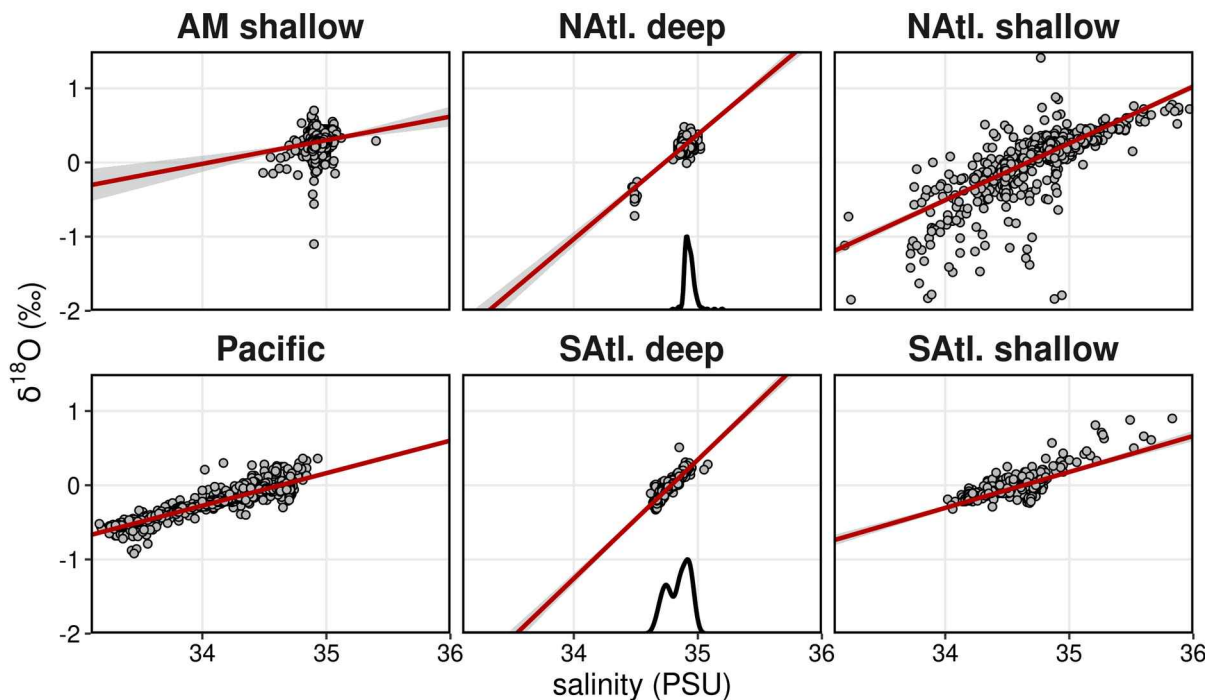 AM shallow NAtl. deep NAtl. shallow
1
0
-1
-2
Pacific SAtl. deep SAtl. shallow
1
0
-1
-2
δ¹⁸O (‰)
34 35 36 34 35 36 34 35 36
salinity (PSU)